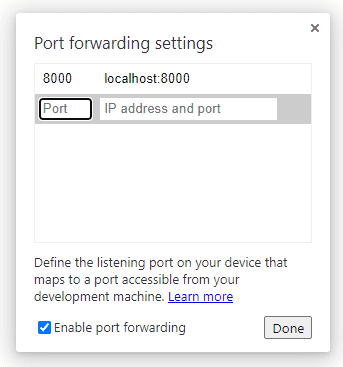 Port forwarding settings
8000 localhost:8000
Port IP address and port
Define the listening port on your device that
maps to a port accessible from your
development machine. Learn more
Enable port forwarding Done